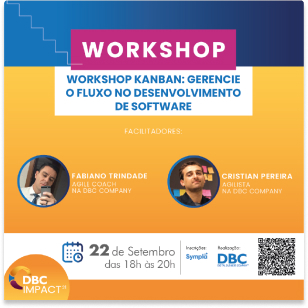 WORKSHOP
WORKSHOP KANBAN: GERENCIE
O FLUXO NO DESENVOLVIMENTO
DE SOFTWARE
FACILITADORES:
FABIANO TRINDADE
AGILE COACH
NA DBC COMPANY
CRISTIAN PEREIRA
AGILISTA
NA DBC COMPANY
22 de Setembro
das 18h às 20h
Inscrições:
Sympla
Realização:
DBC
DBC
IMPACT